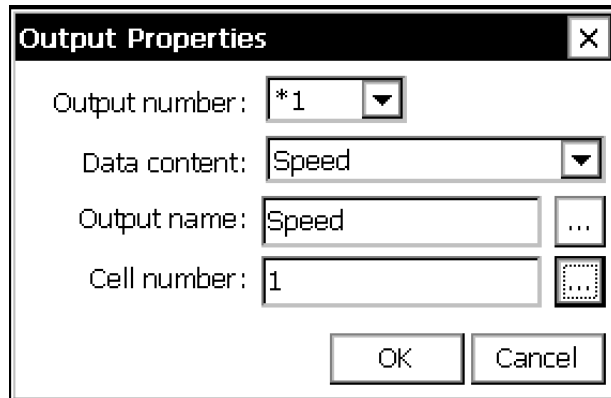 Output Properties
Output number: *1
Data content: Speed
Output name: Speed ...
Cell number: 1 ...
OK Cancel